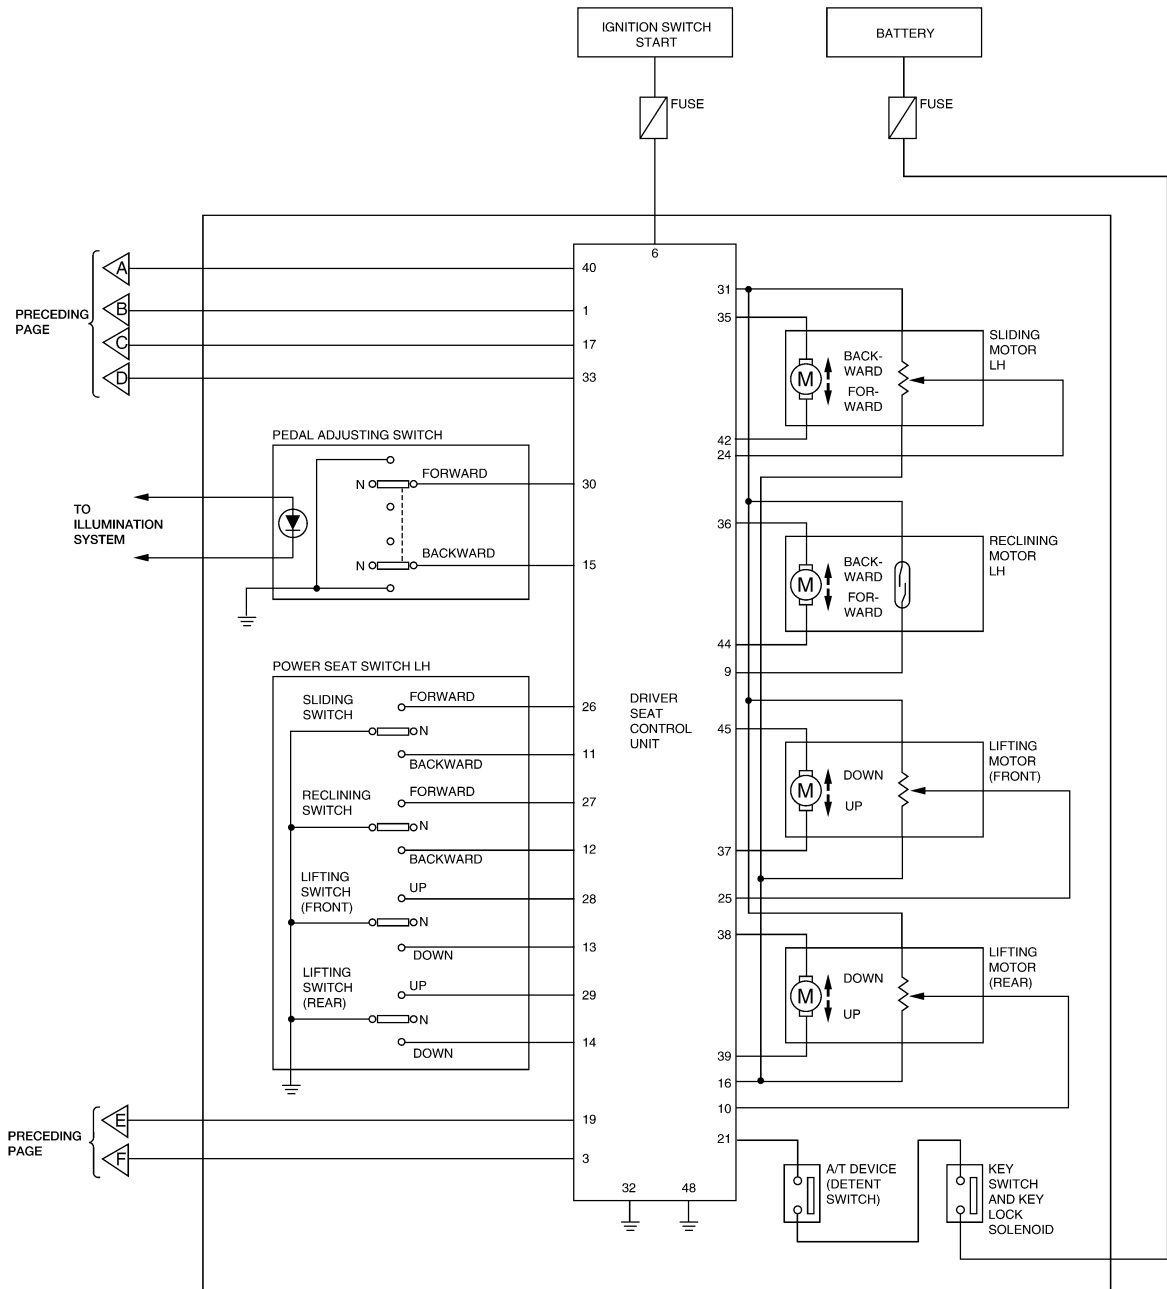 IGNITION SWITCH
START
BATTERY
FUSE
FUSE
6
PRECEDING
PAGE
A
B
C
D
40
1
17
33
31
35
42
24
SLIDING
MOTOR
LH
M
BACK-
WARD
FOR-
WARD
PEDAL ADJUSTING SWITCH
N
FORWARD
30
N
BACKWARD
15
TO
ILLUMINATION
SYSTEM
36
44
9
RECLINING
MOTOR
LH
M
BACK-
WARD
FOR-
WARD
POWER SEAT SWITCH LH
SLIDING
SWITCH
FORWARD
N
BACKWARD
26
11
RECLINING
SWITCH
FORWARD
N
BACKWARD
27
12
LIFTING
SWITCH
(FRONT)
UP
N
DOWN
28
13
LIFTING
SWITCH
(REAR)
UP
N
DOWN
29
14
DRIVER
SEAT
CONTROL
UNIT
45
37
25
LIFTING
MOTOR
(FRONT)
M
DOWN
UP
38
39
16
10
LIFTING
MOTOR
(REAR)
M
DOWN
UP
PRECEDING
PAGE
E
F
19
3
32
48
21
A/T DEVICE
(DETENT
SWITCH)
KEY
SWITCH
AND KEY
LOCK
SOLENOID